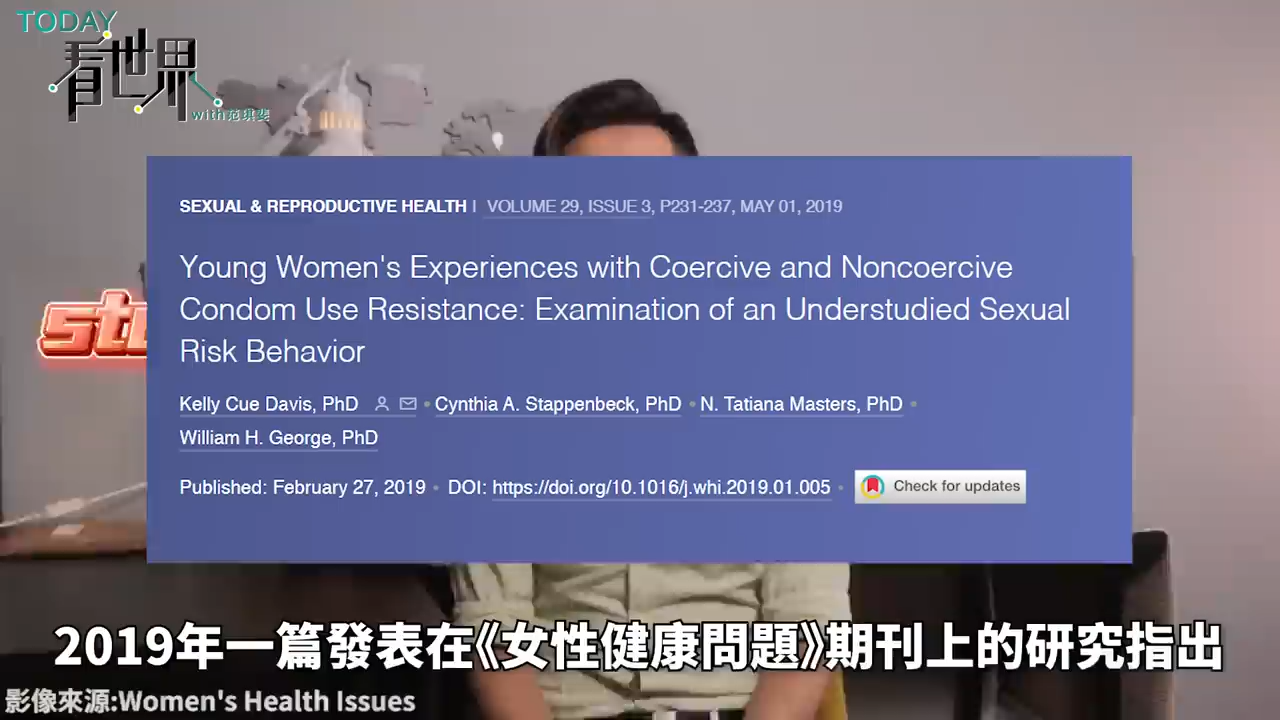 TODAY
看世界
with范琪斐
SEXUAL & REPRODUCTIVE HEALTH | VOLUME 29, ISSUE 3, P231-237, MAY 01, 2019
Young Women's Experiences with Coercive and Noncoercive
Condom Use Resistance: Examination of an Understudied Sexual
Risk Behavior
Kelly Cue Davis, PhD • Cynthia A. Stappenbeck, PhD • N. Tatiana Masters, PhD •
William H. George, PhD
Published: February 27, 2019 • DOI: https://doi.org/10.1016/j.whi.2019.01.005 • Check for updates
2019年一篇發表在《女性健康問題》期刊上的研究指出
影像來源:Women's Health Issues